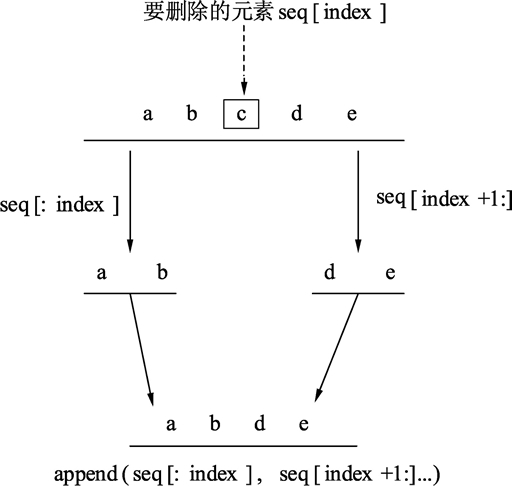 要删除的元素 seq[index]
a b c d e
seq[: index]
seq[index +1:]
a b
d e
a b d e
append(seq[: index], seq[index +1:]...)